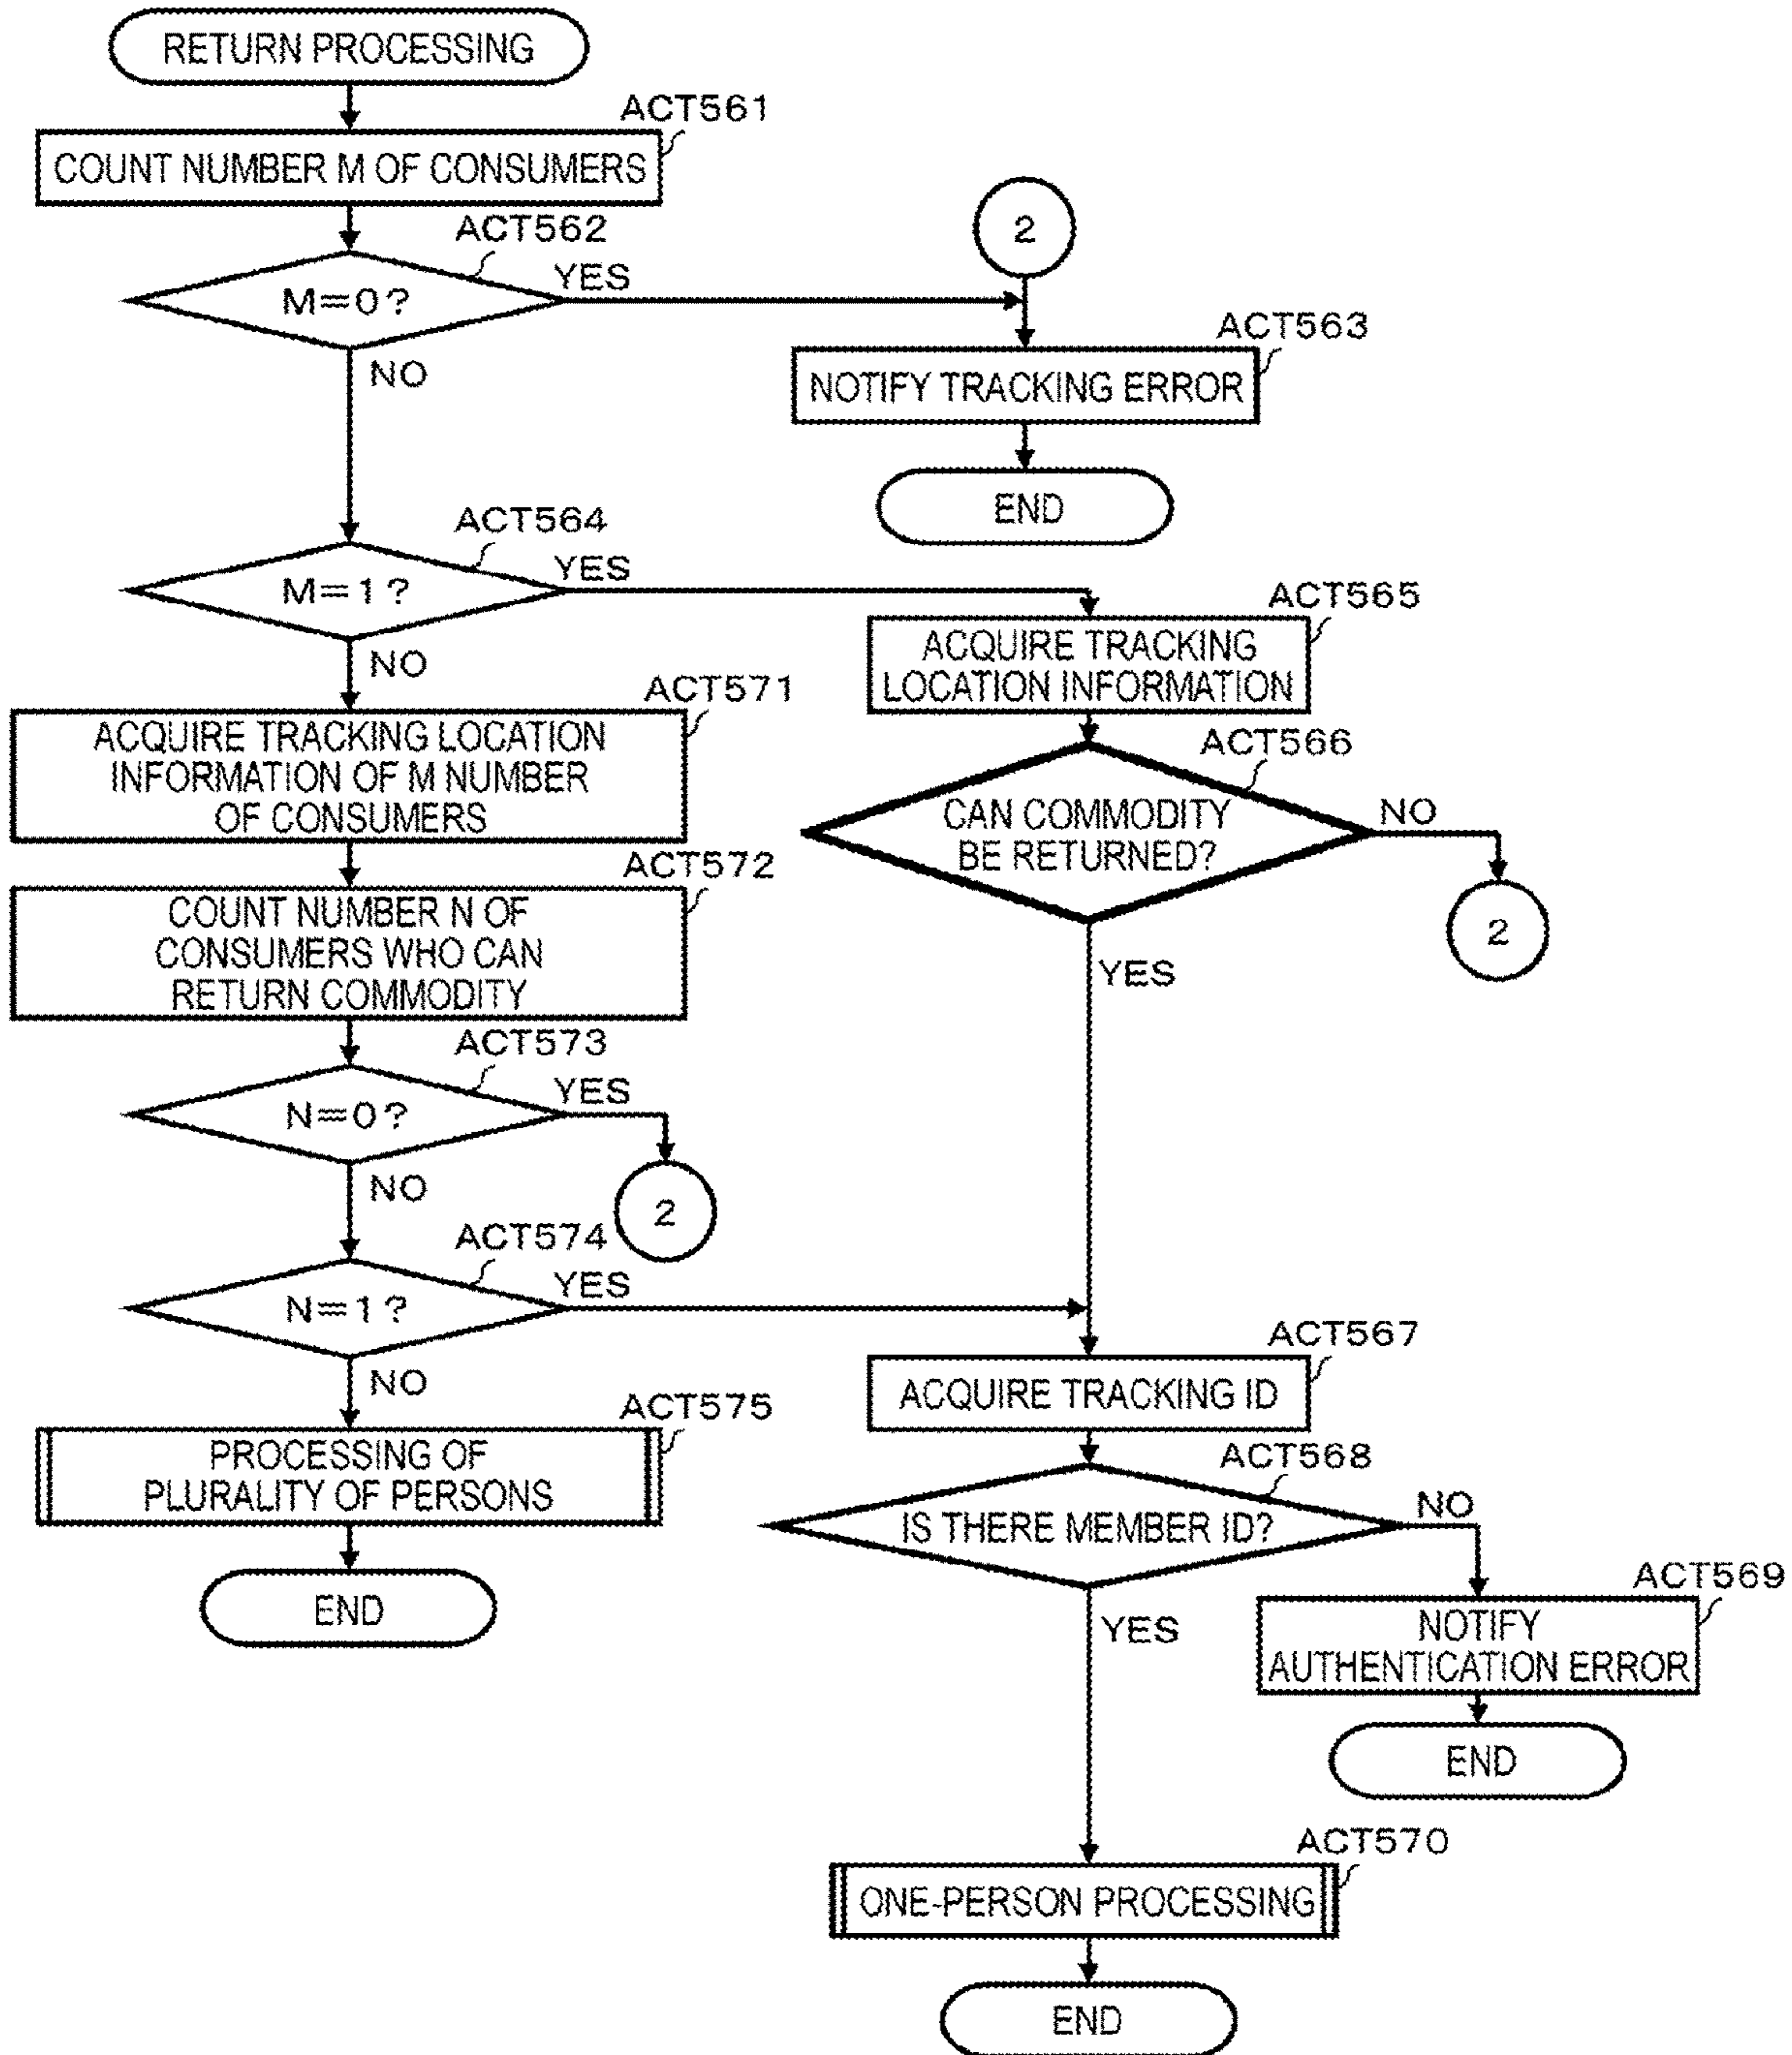 RETURN PROCESSING
ACT561
COUNT NUMBER M OF CONSUMERS
ACT562
M=0?
YES
NO
2
ACT563
NOTIFY TRACKING ERROR
END
ACT564
M=1?
YES
NO
ACT565
ACQUIRE TRACKING
LOCATION INFORMATION
ACT566
CAN COMMODITY
BE RETURNED?
NO
2
YES
ACT571
ACQUIRE TRACKING LOCATION
INFORMATION OF M NUMBER
OF CONSUMERS
ACT572
COUNT NUMBER N OF
CONSUMERS WHO CAN
RETURN COMMODITY
ACT573
N=0?
YES
2
NO
ACT574
N=1?
YES
NO
ACT575
PROCESSING OF
PLURALITY OF PERSONS
END
ACT567
ACQUIRE TRACKING ID
ACT568
IS THERE MEMBER ID?
NO
ACT569
NOTIFY
AUTHENTICATION ERROR
END
YES
ACT570
ONE-PERSON PROCESSING
END